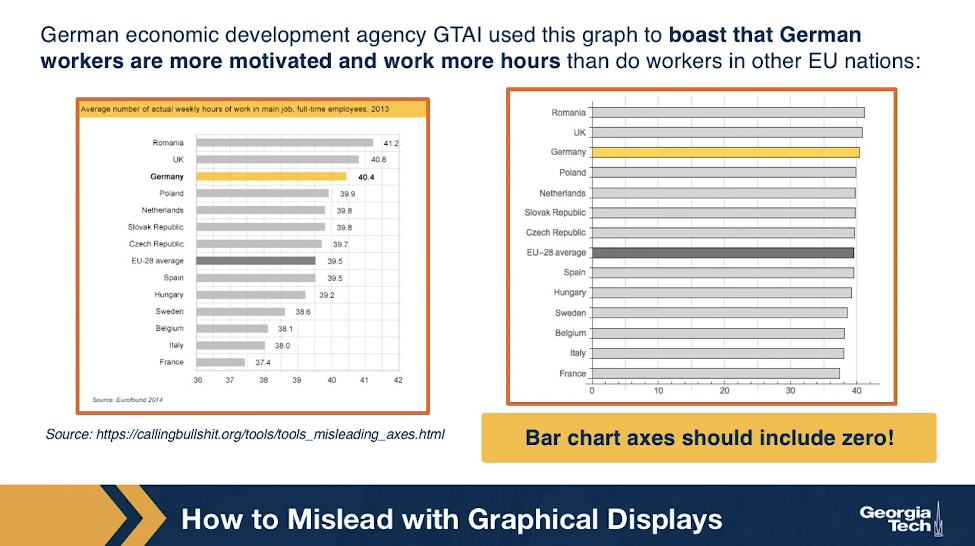 German economic development agency GTAI used this graph to boast that German
workers are more motivated and work more hours than do workers in other EU nations:
Average number of actual weekly hours of work in main job, full-time employees, 2013
Romania 41.2
UK 40.8
Germany 40.4
Poland 39.9
Netherlands 39.8
Slovak Republic 39.8
Czech Republic 39.7
EU-28 average 39.5
Spain 39.5
Hungary 39.2
Sweden 38.6
Belgium 38.1
Italy 38.0
France 37.4
36 37 38 39 40 41 42
Source: Eurofound 2014
Romania
UK
Germany
Poland
Netherlands
Slovak Republic
Czech Republic
EU-28 average
Spain
Hungary
Sweden
Belgium
Italy
France
0 10 20 30 40
Source: https://callingbullshit.org/tools/tools_misleading_axes.html
Bar chart axes should include zero!
How to Mislead with Graphical Displays
Georgia
Tech